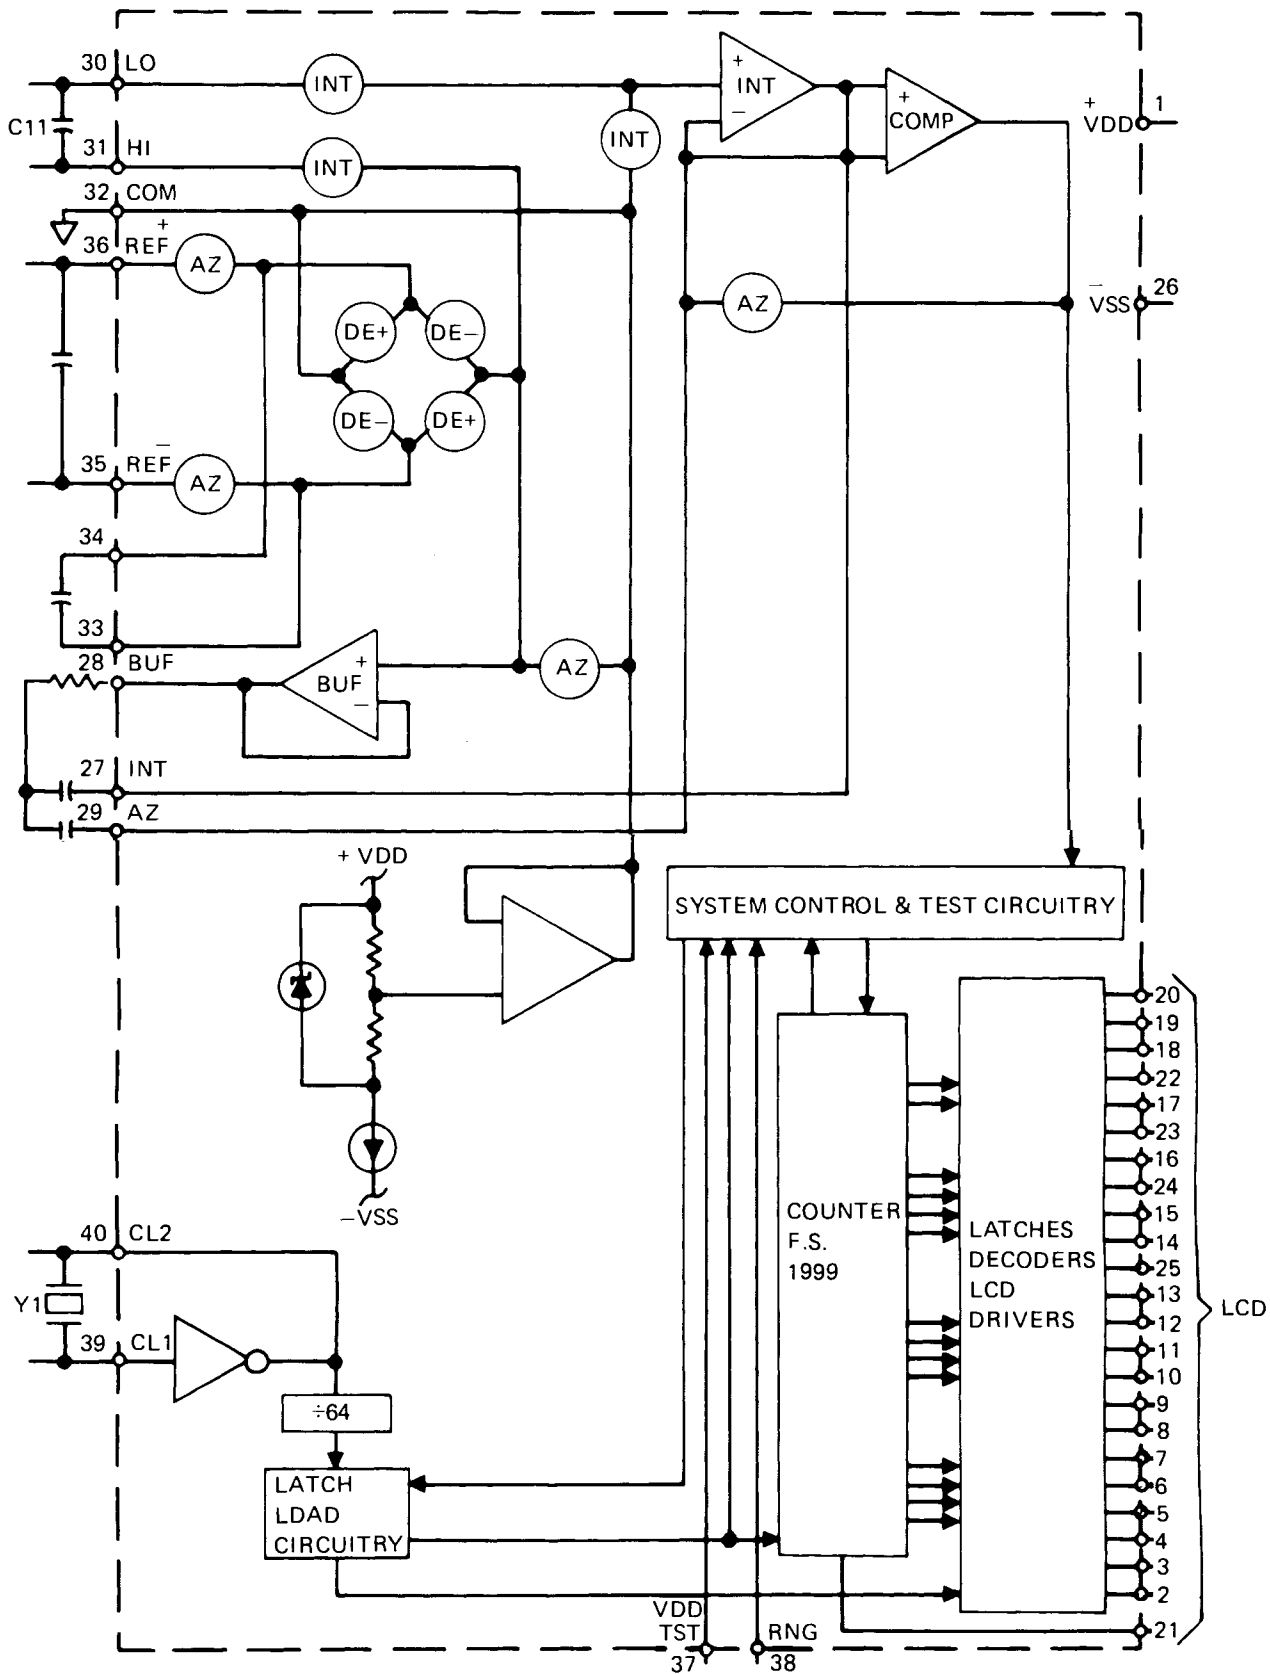 30 LO
INT
INT
+
INT
−
+
COMP
+
VDD
1
C11
31 HI
INT
32 COM
36 REF +
AZ
DE+
DE−
DE−
DE+
AZ
−
VSS
26
35 REF −
AZ
34
33
28 BUF
+
BUF
−
AZ
27 INT
29 AZ
+ VDD
−VSS
SYSTEM CONTROL & TEST CIRCUITRY
COUNTER
F.S.
1999
LATCHES
DECODERS
LCD
DRIVERS
20
19
18
22
17
23
16
24
15
14
25
13
12
11
10
9
8
7
6
5
4
3
2
21
LCD
40 CL2
Y1
39 CL1
÷64
LATCH
LDAD
CIRCUITRY
VDD
TST
37
RNG
38